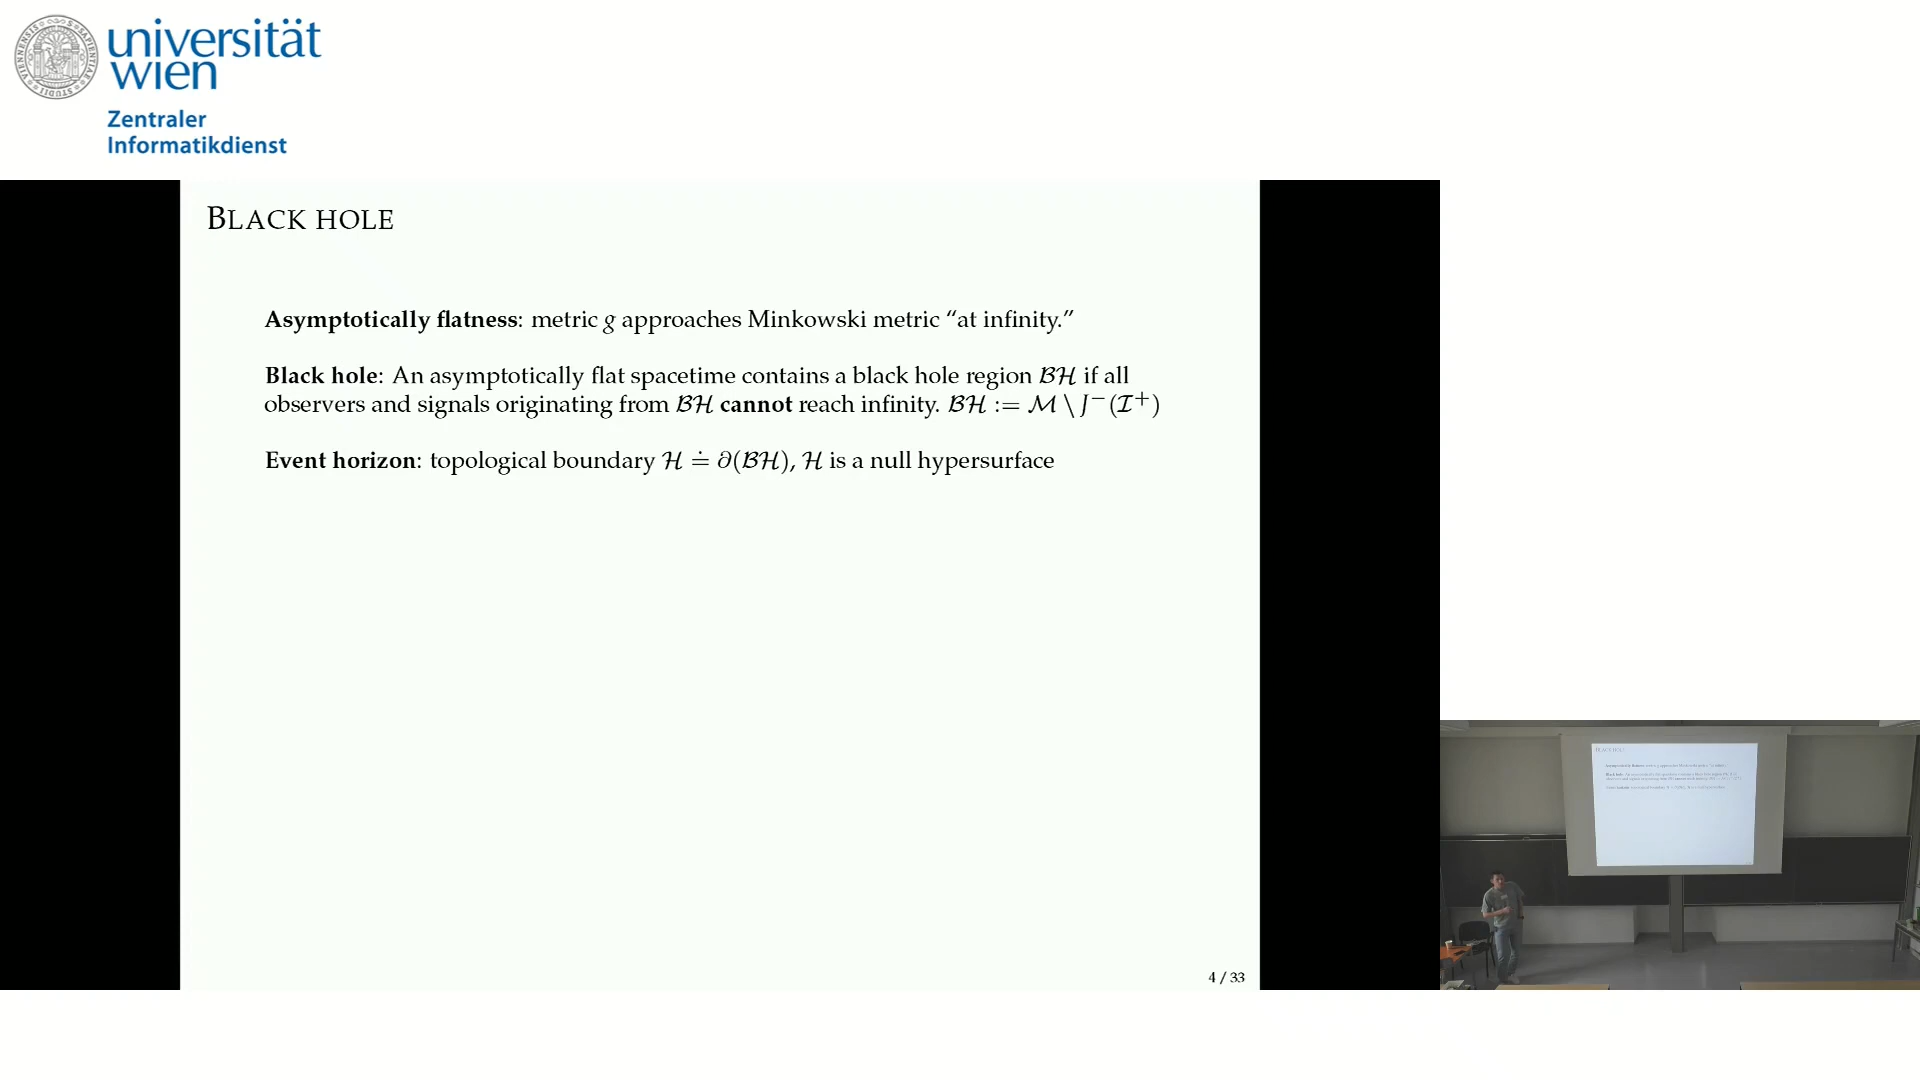 universität
wien
Zentraler
Informatikdienst
BLACK HOLE
Asymptotically flatness: metric g approaches Minkowski metric “at infinity.”
Black hole: An asymptotically flat spacetime contains a black hole region 𝓑𝓗 if all
observers and signals originating from 𝓑𝓗 cannot reach infinity. 𝓑𝓗 := 𝓜 \ J⁻(𝓘⁺)
Event horizon: topological boundary 𝓗 ≐ ∂(𝓑𝓗), 𝓗 is a null hypersurface
4 / 33